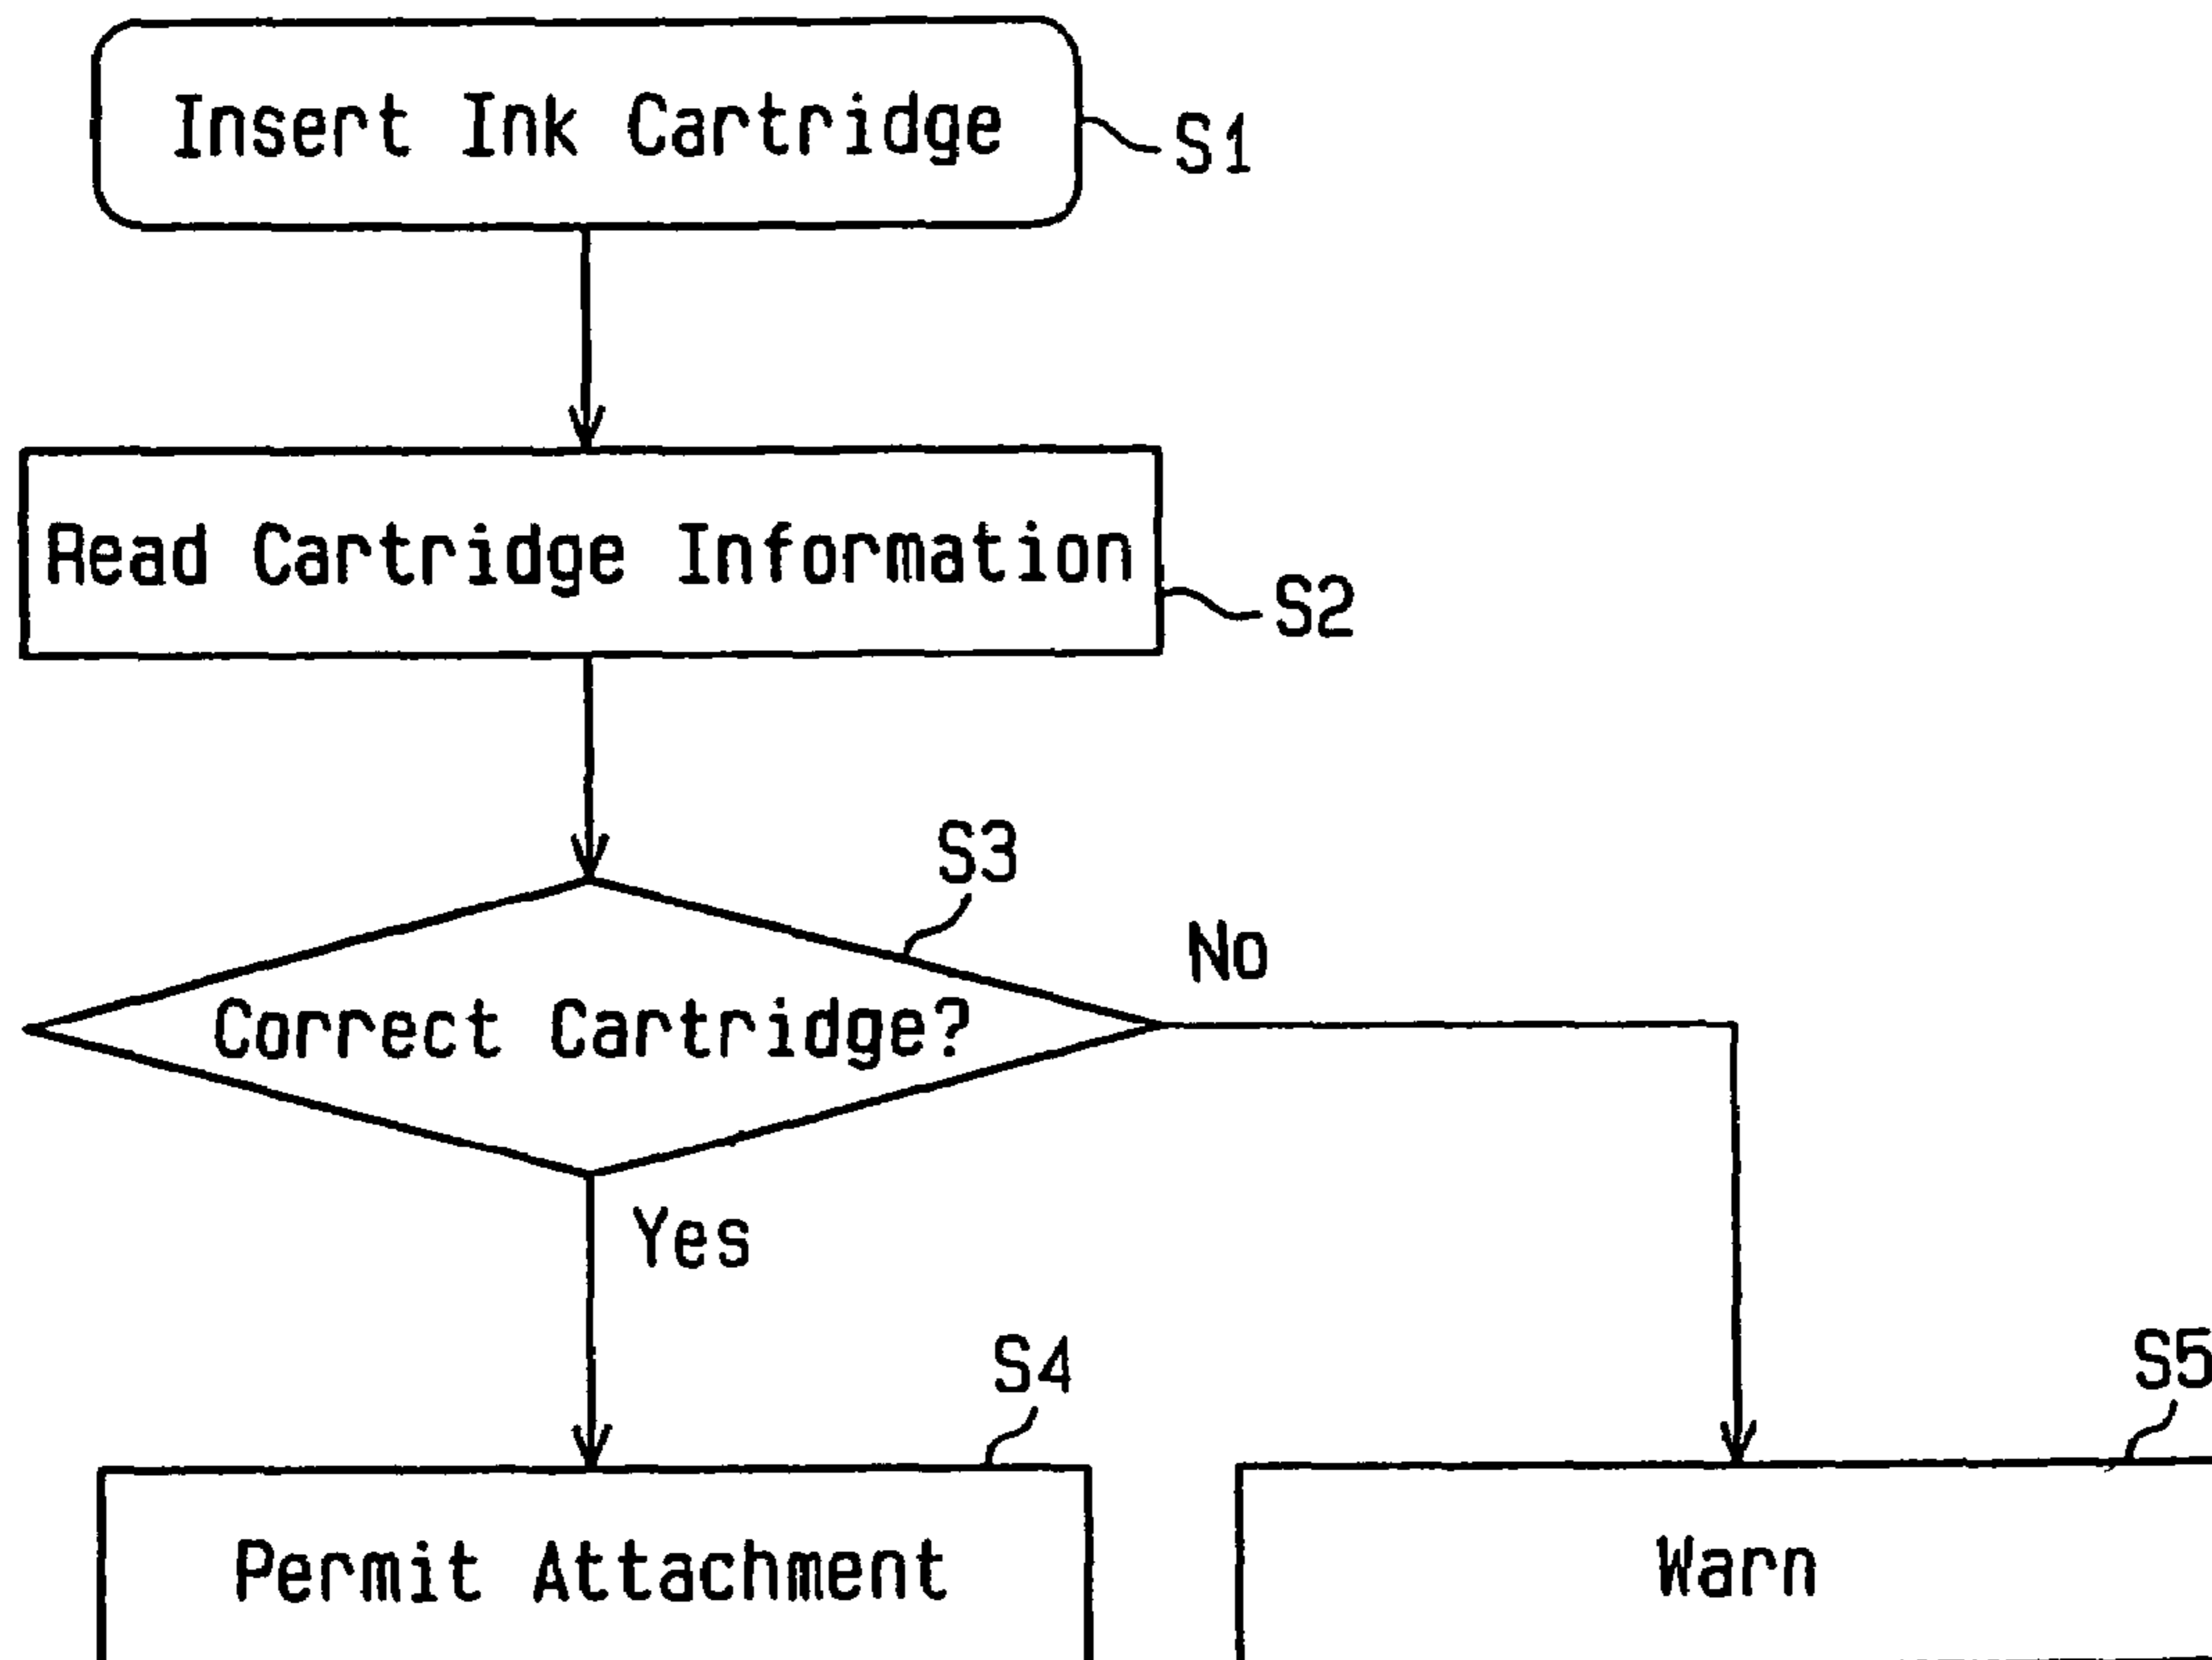 Insert Ink Cartridge
S1
Read Cartridge Information
S2
S3
No
Correct Cartridge?
Yes
S4
S5
Permit Attachment
Warn